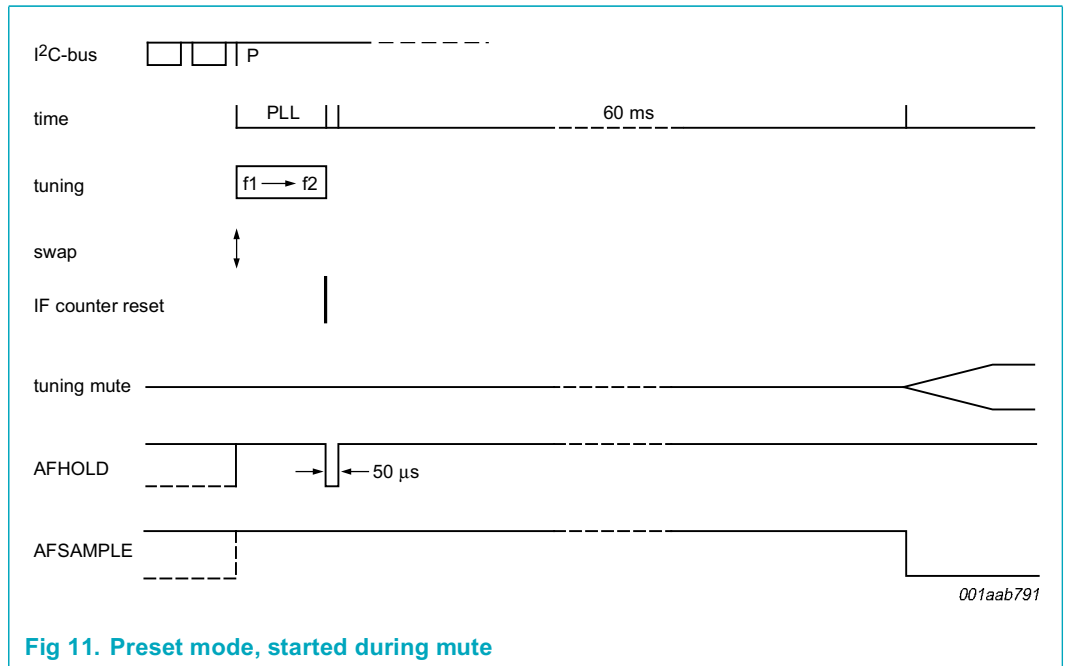 I2C-bus
P
time
PLL
60 ms
tuning
f1 → f2
swap
IF counter reset
tuning mute
AFHOLD
50 μs
AFSAMPLE
001aab791
Fig 11. Preset mode, started during mute